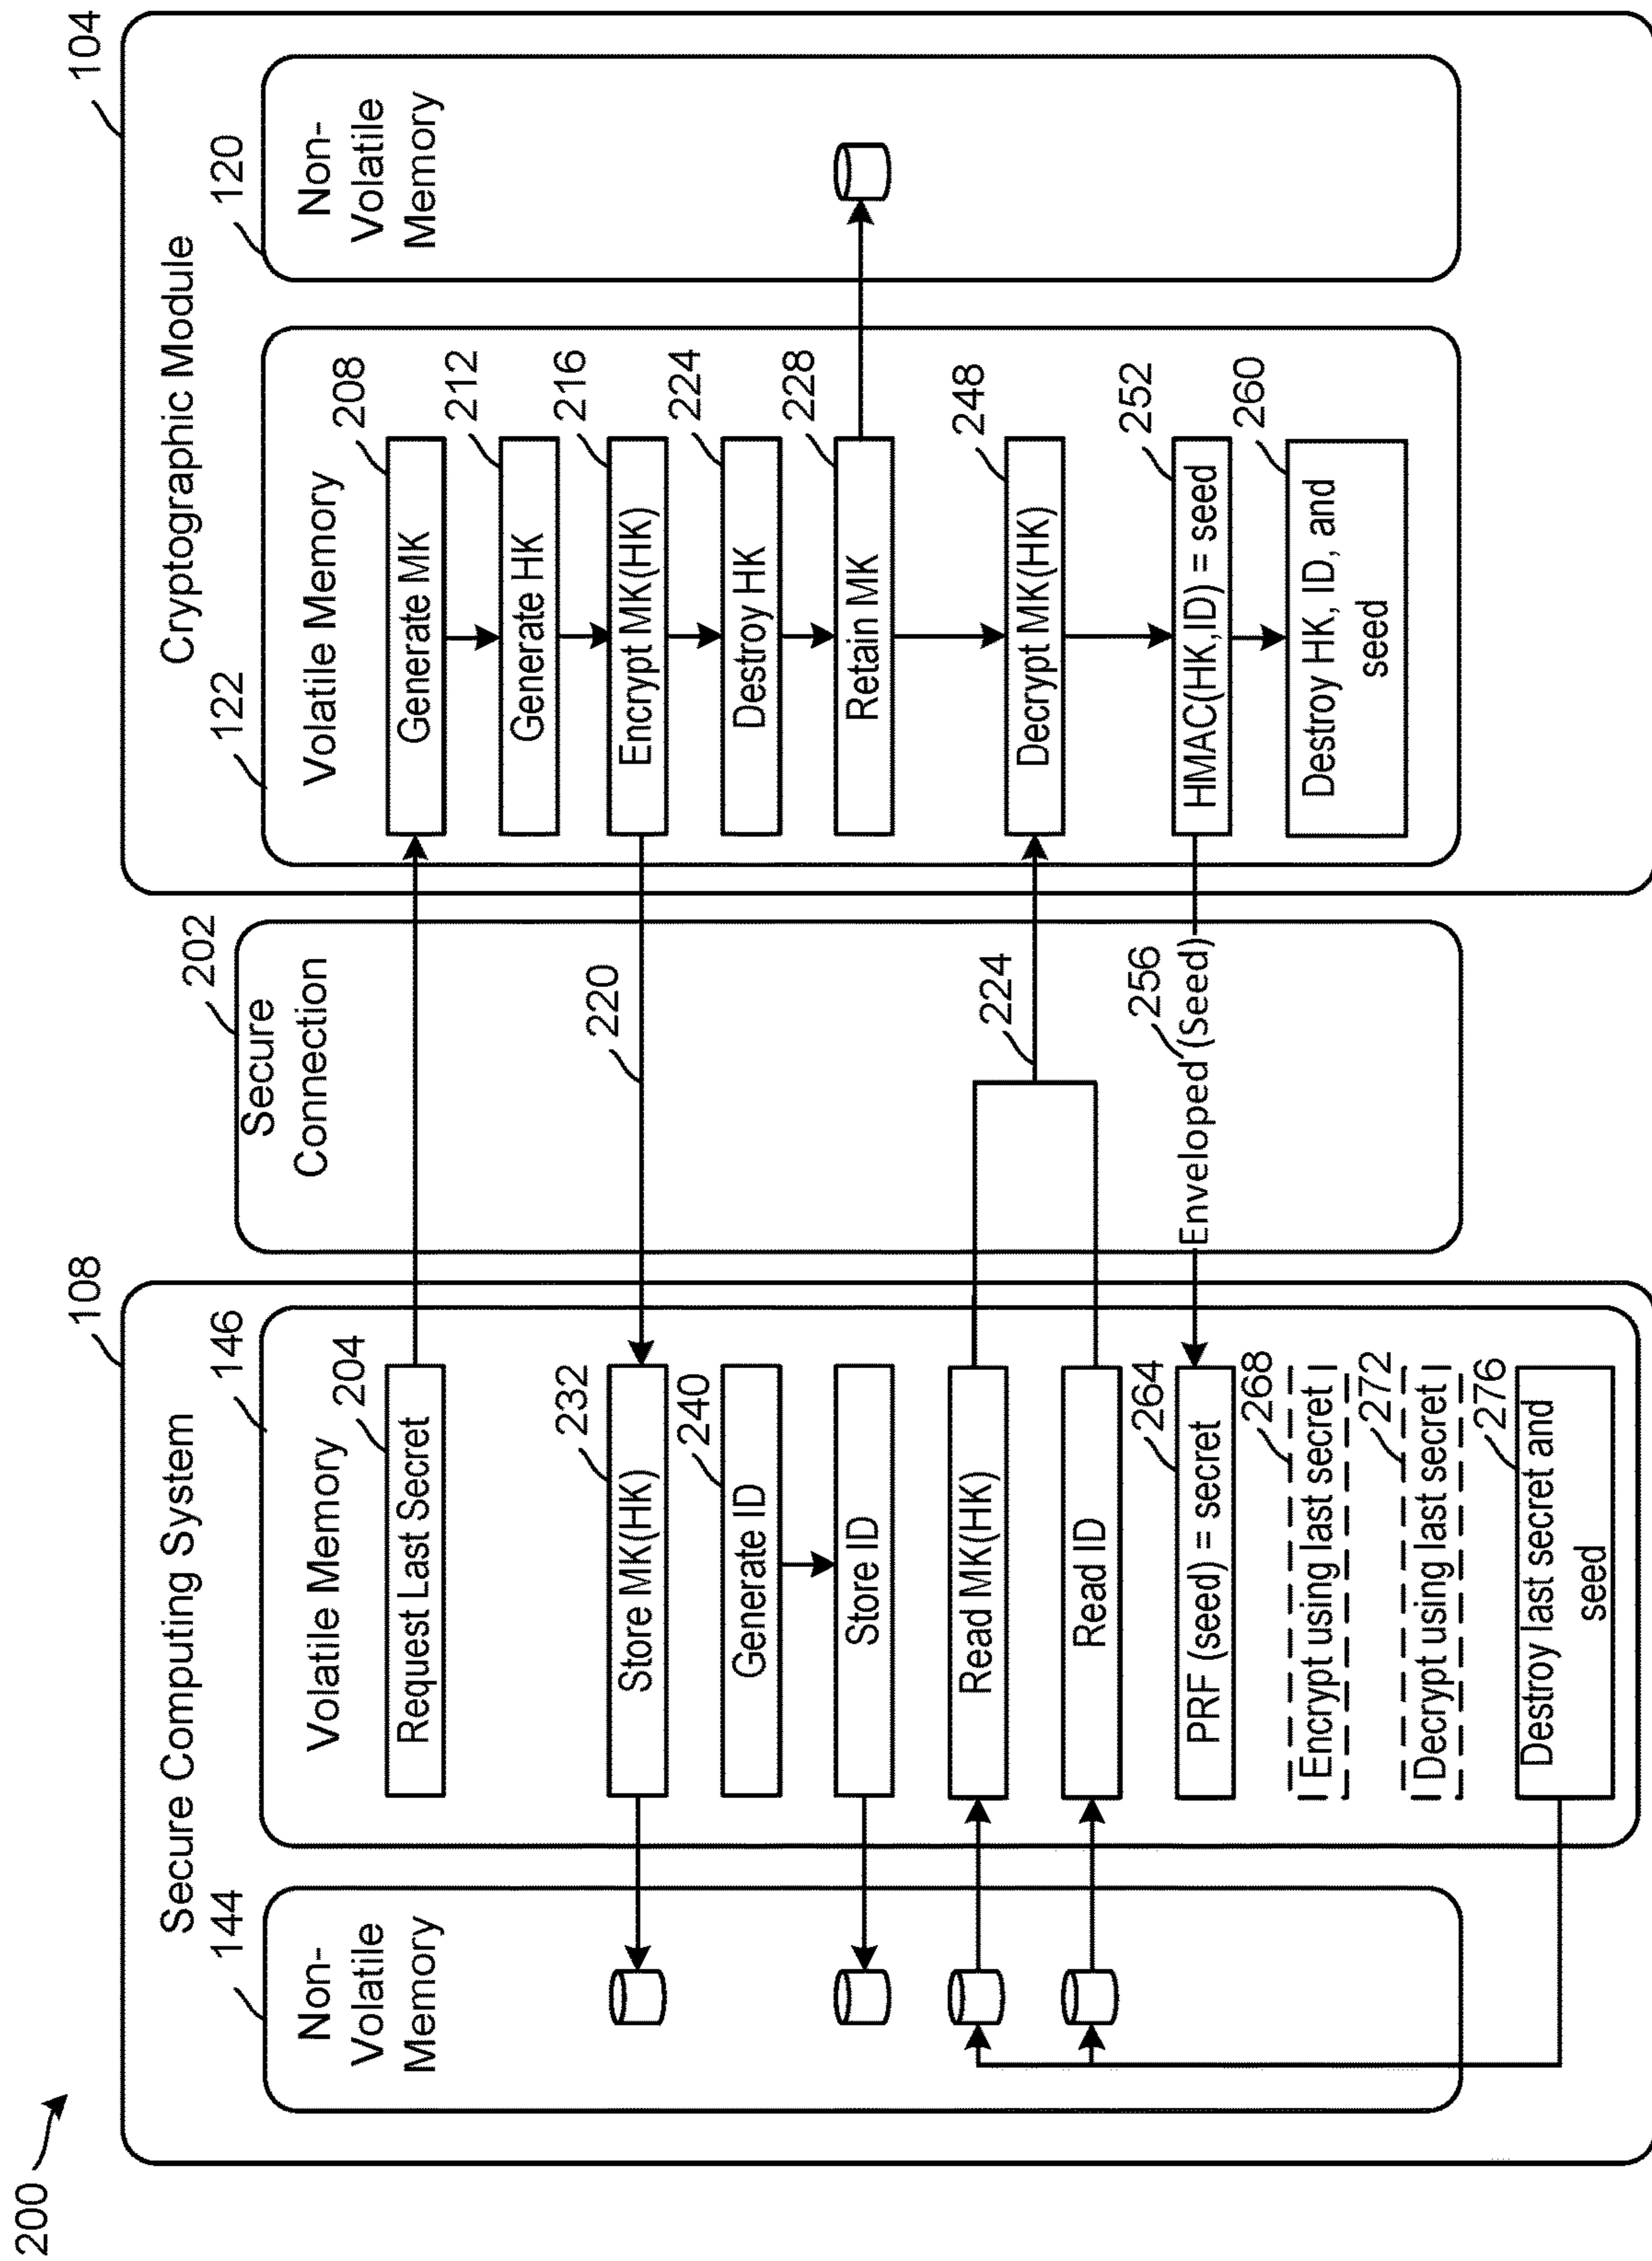 200
Secure Computing System
108
144
Non-
Volatile
Memory
146
Volatile Memory
204
Request Last Secret
232
Store MK(HK)
240
Generate ID
Store ID
Read MK(HK)
Read ID
264
PRF (seed) = secret
268
Encrypt using last secret
272
Decrypt using last secret
276
Destroy last secret and
seed
202
Secure
Connection
220
224
256
Enveloped (Seed)
Cryptographic Module
104
122
Volatile Memory
208
Generate MK
212
Generate HK
216
Encrypt MK(HK)
224
Destroy HK
228
Retain MK
248
Decrypt MK(HK)
252
HMAC(HK,ID) = seed
260
Destroy HK, ID, and
seed
120
Non-
Volatile
Memory